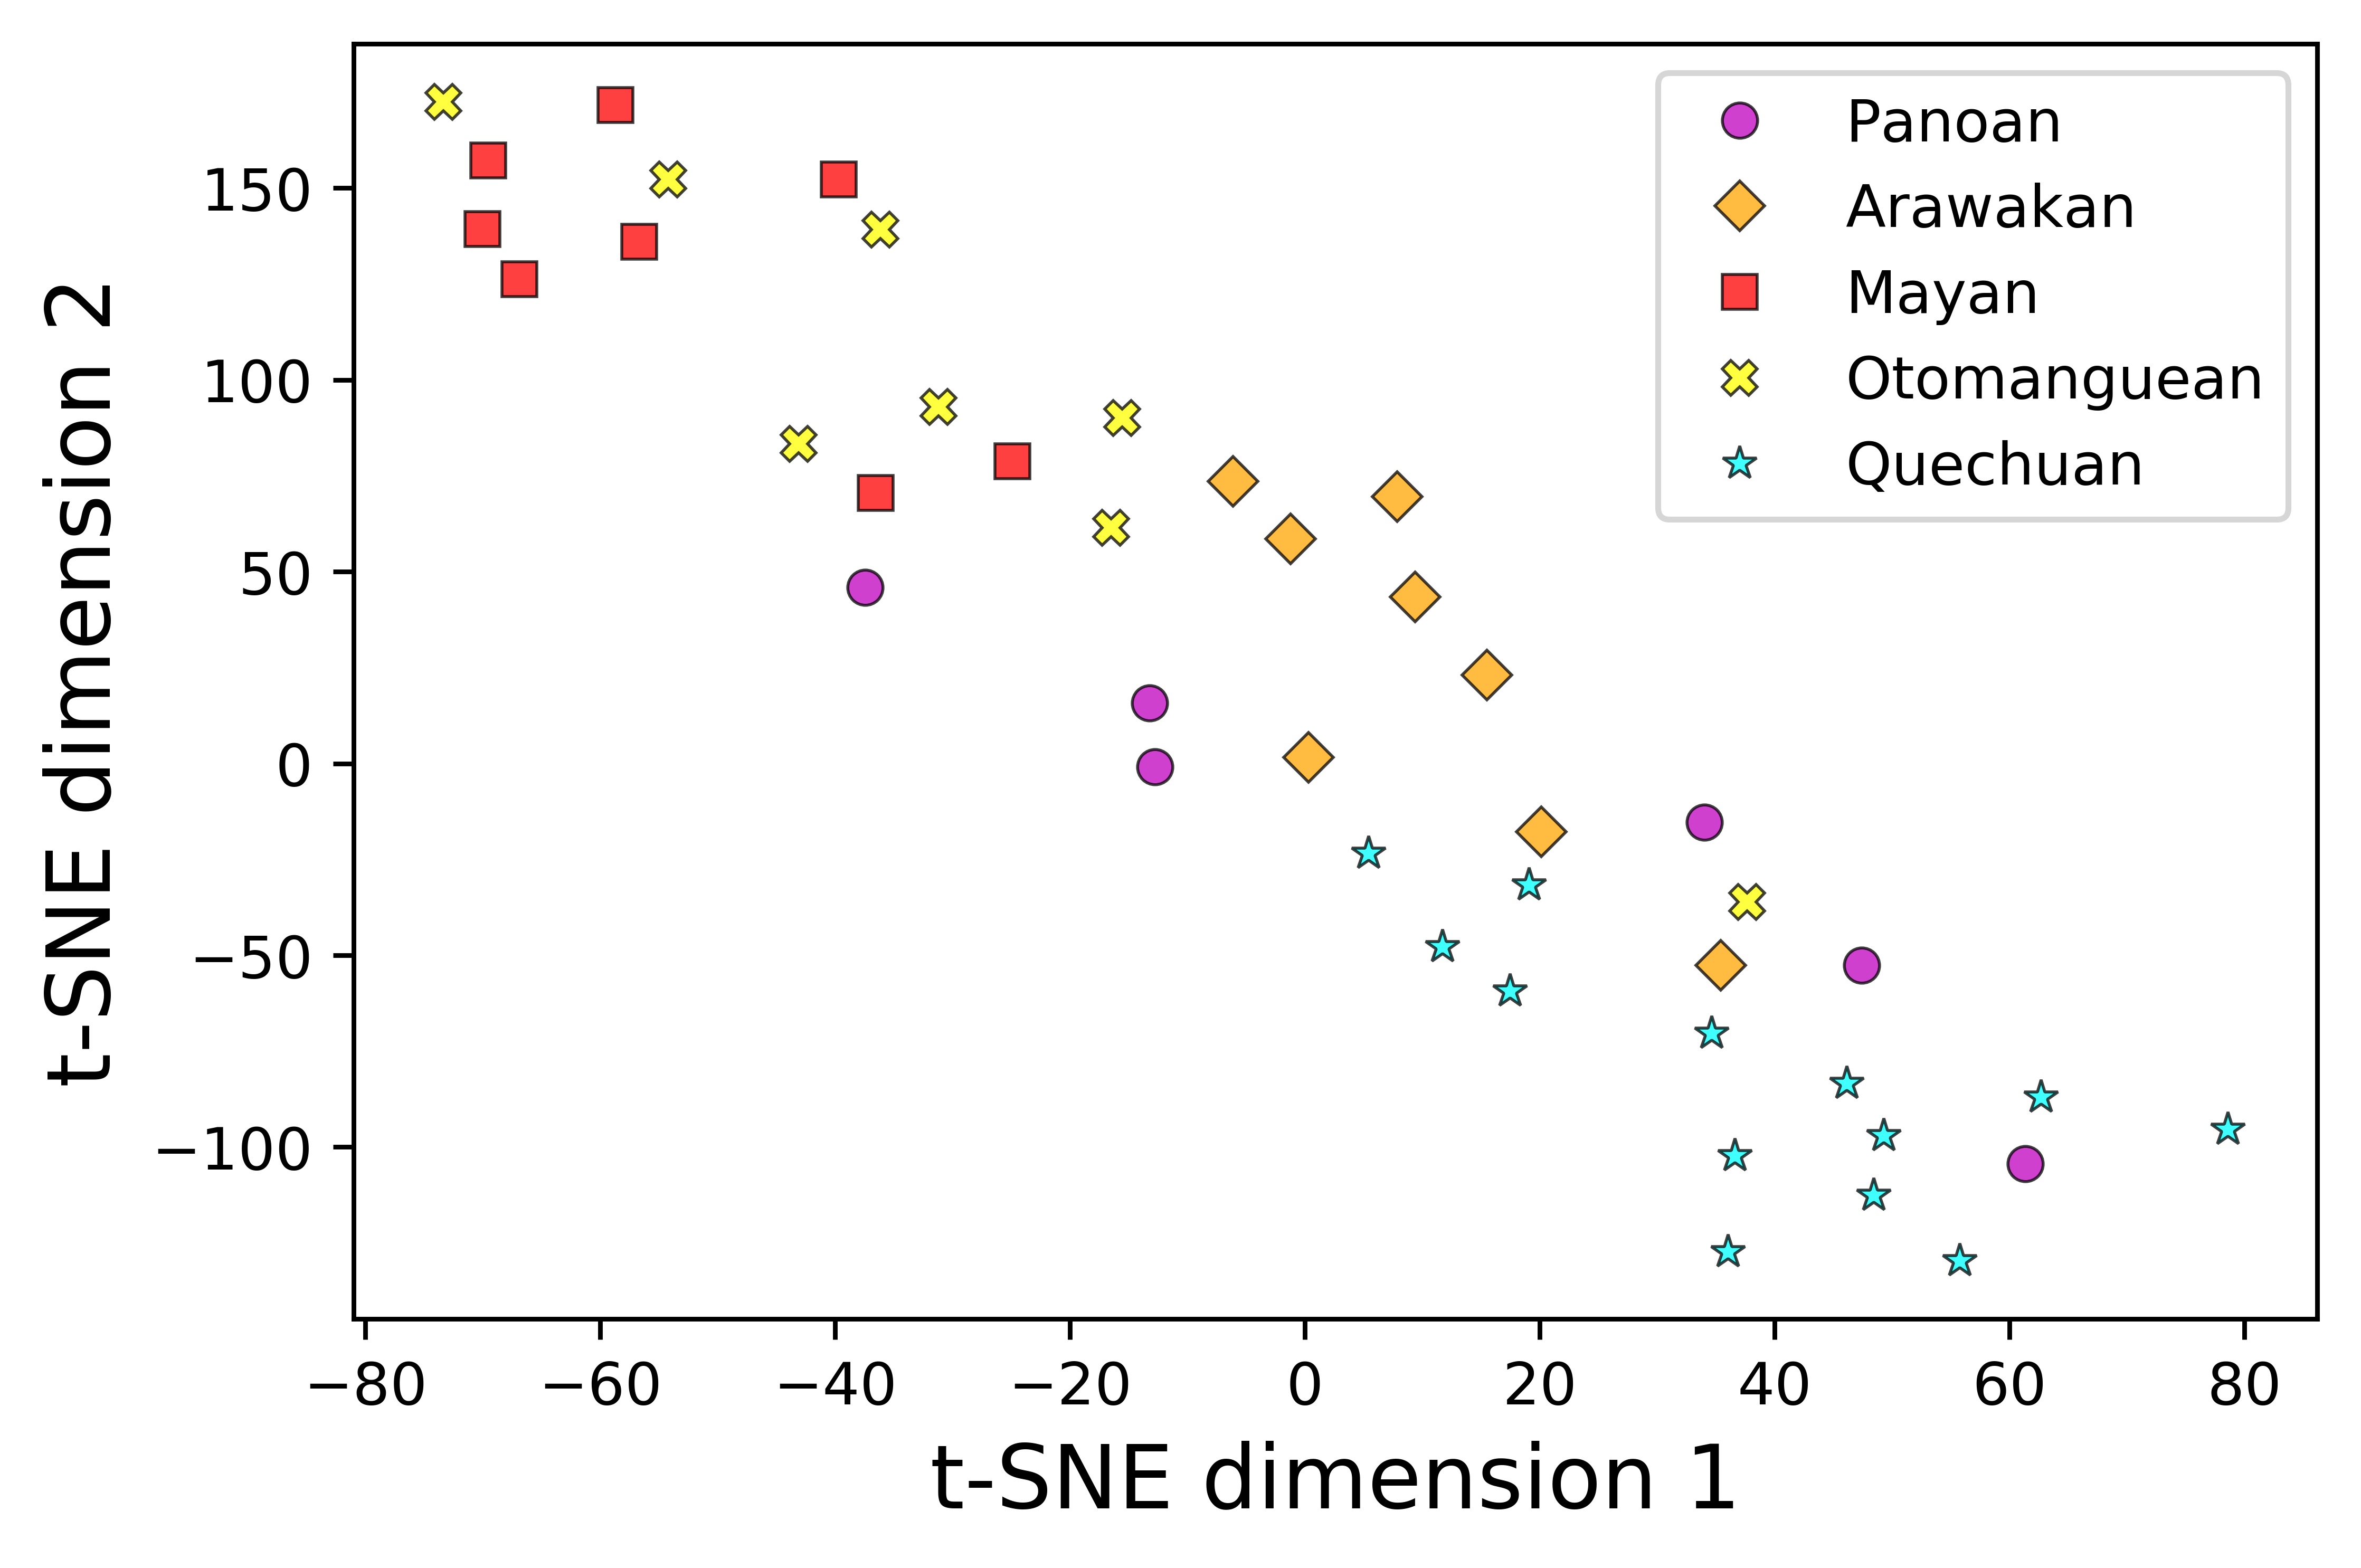 Panoan
Arawakan
Mayan
Otomanguean
Quechuan
150
100
50
0
−50
−100
−80 −60 −40 −20 0 20 40 60 80
t-SNE dimension 1
t-SNE dimension 2